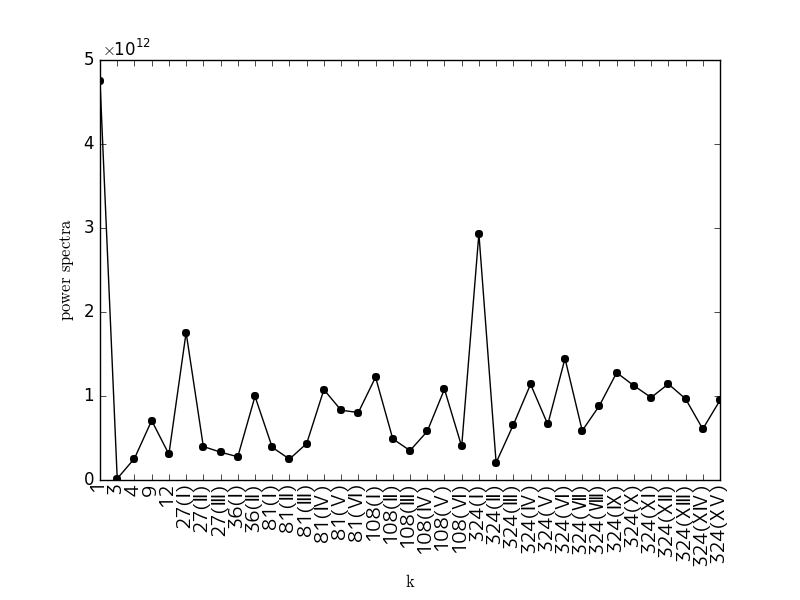 ×10¹²
5
4
3
2
1
0
power spectra
1
3
4
9
12
27(I)
27(II)
27(III)
36(I)
36(II)
81(I)
81(II)
81(III)
81(IV)
81(V)
81(VI)
108(I)
108(II)
108(III)
108(IV)
108(V)
108(VI)
324(I)
324(II)
324(III)
324(IV)
324(V)
324(VI)
324(VII)
324(VIII)
324(IX)
324(X)
324(XI)
324(XII)
324(XIII)
324(XIV)
324(XV)
k